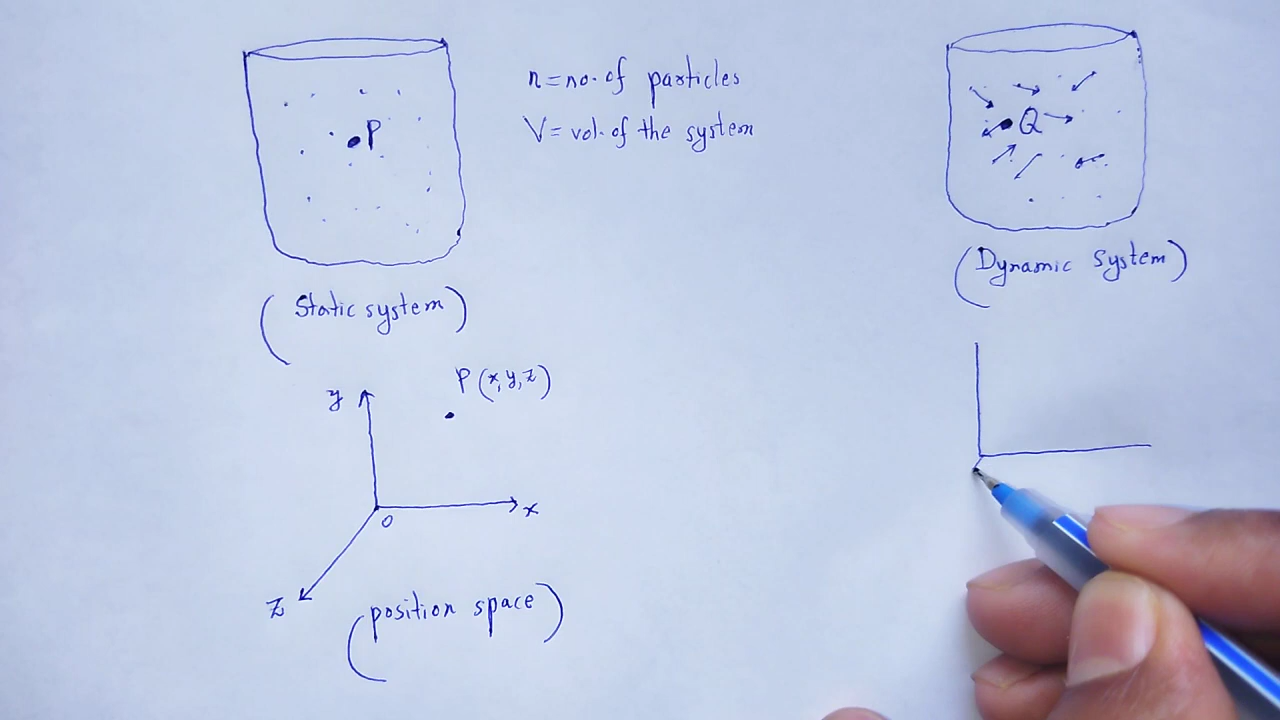 P
(Static system)
n=no. of particles
V=vol. of the system
Q
(Dynamic system)
y
P(x,y,z)
o
x
z
(position space)